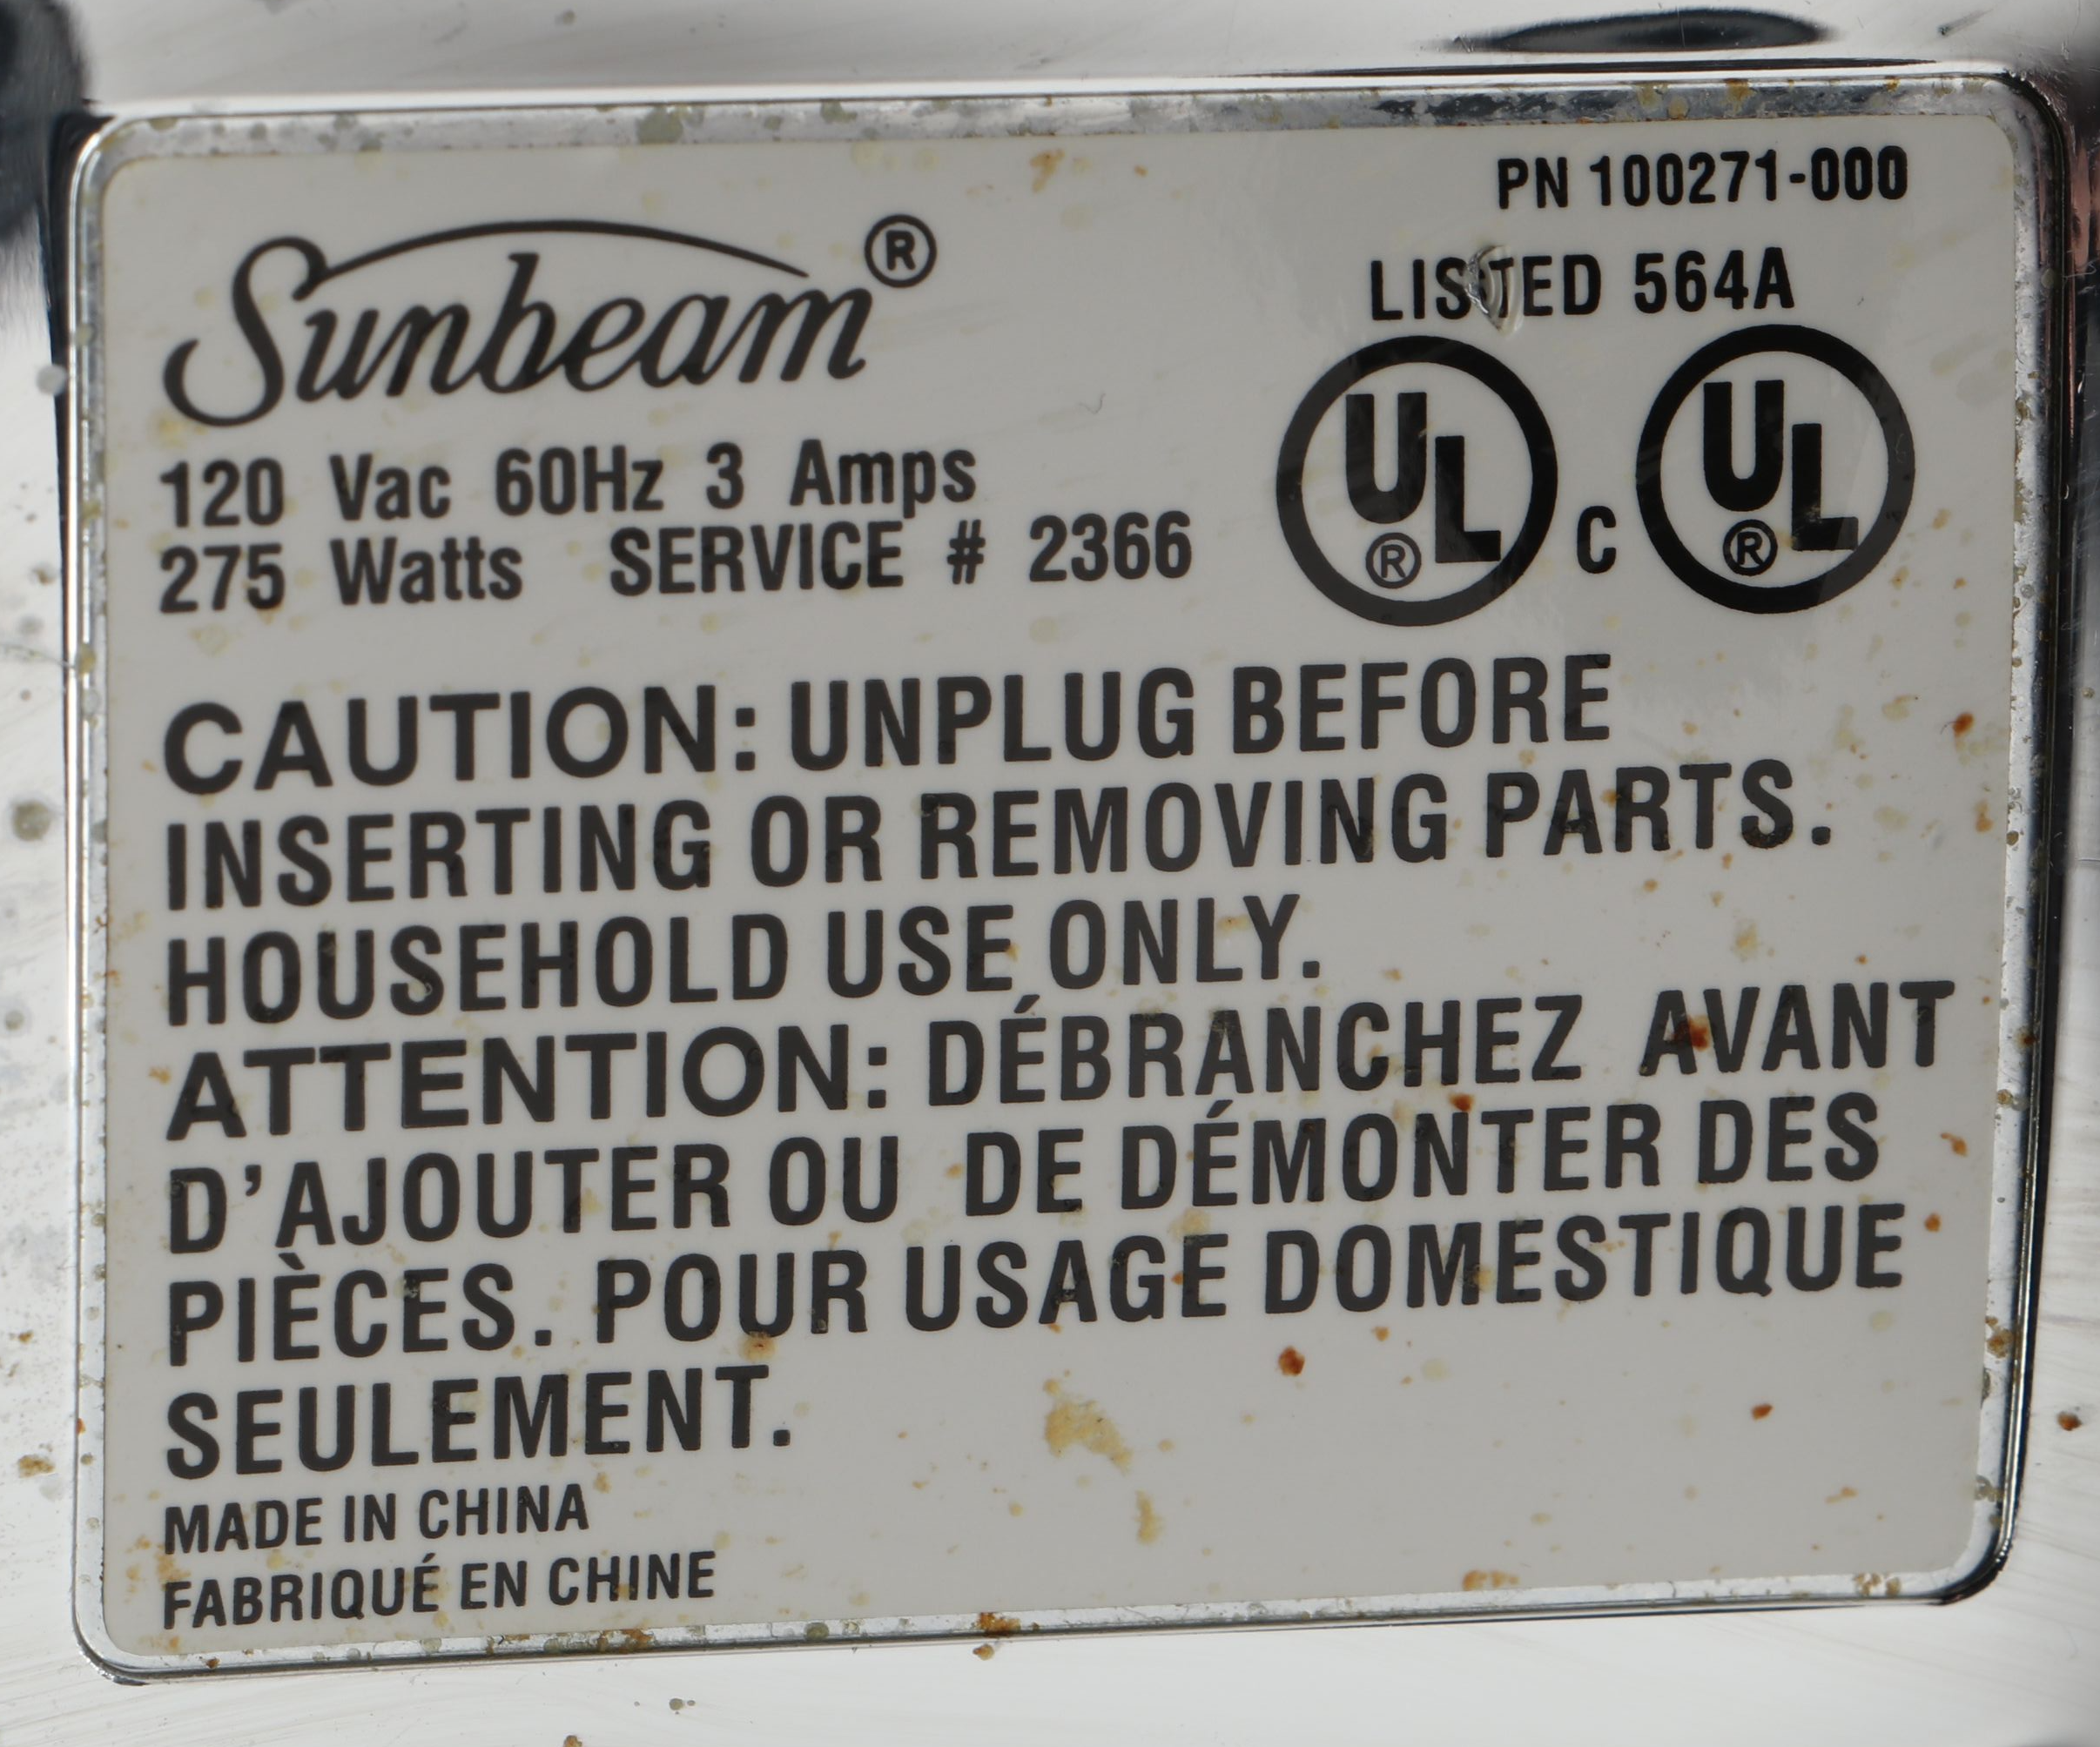 PN 100271-000
Sunbeam®
LISTED 564A
120 Vac 60Hz 3 Amps
275 Watts SERVICE # 2366
UL® C UL®
CAUTION: UNPLUG BEFORE
INSERTING OR REMOVING PARTS.
HOUSEHOLD USE ONLY.
ATTENTION: DÉBRANCHEZ AVANT
D'AJOUTER OU DE DÉMONTER DES
PIÈCES. POUR USAGE DOMESTIQUE
SEULEMENT.
MADE IN CHINA
FABRIQUÉ EN CHINE